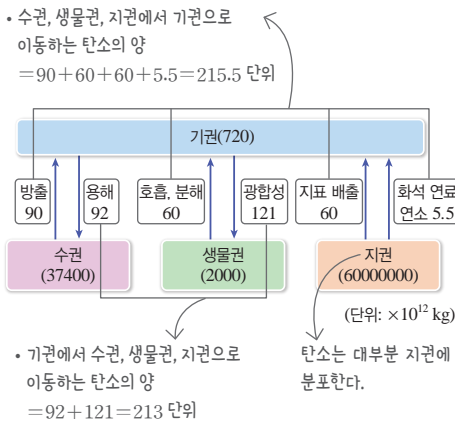 • 수권, 생물권, 지권에서 기권으로
이동하는 탄소의 양
=90+60+60+5.5=215.5 단위
기권(720)
방출
90
용해
92
호흡, 분해
60
광합성
121
지표 배출
60
화석 연료
연소 5.5
수권
(37400)
생물권
(2000)
지권
(60000000)
(단위: ×10¹² kg)
• 기권에서 수권, 생물권, 지권으로
이동하는 탄소의 양
=92+121=213 단위
탄소는 대부분 지권에
분포한다.